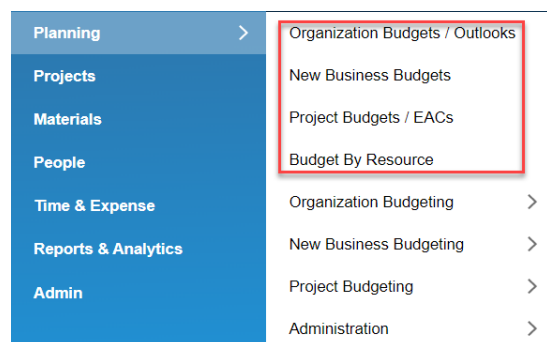 Planning
Projects
Materials
People
Time & Expense
Reports & Analytics
Admin
Organization Budgets / Outlooks
New Business Budgets
Project Budgets / EACs
Budget By Resource
Organization Budgeting
New Business Budgeting
Project Budgeting
Administration